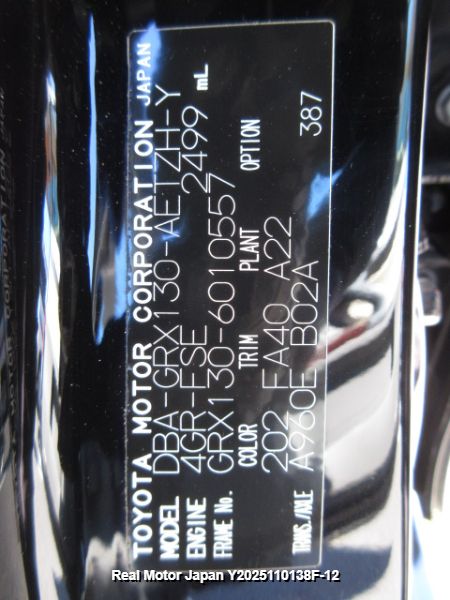 TOYOTA MOTOR CORPORATION JAPAN
MODEL DBA-GRX130-AETZH-Y
ENGINE 4GR-FSE 2499 mL
FRAME No. GRX130-6010557
COLOR TRIM PLANT OPTION
202 FA40 A22
TRANS./AXLE A960E B02A 387
Real Motor Japan Y2025110138F-12